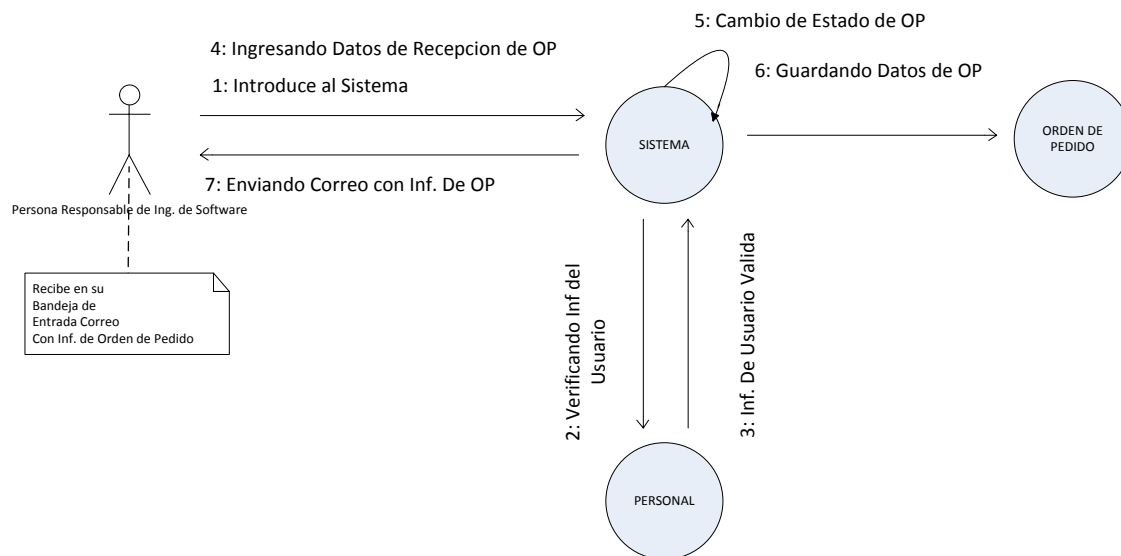 5: Cambio de Estado de OP
4: Ingresando Datos de Recepcion de OP
6: Guardando Datos de OP
1: Introduce al Sistema
SISTEMA
ORDEN DE
PEDIDO
7: Enviando Correo con Inf. De OP
Persona Responsable de Ing. de Software
Recibe en su
Bandeja de
Entrada Correo
Con Inf. de Orden de Pedido
2: Verificando Inf del
Usuario
3: Inf. De Usuario Valida
PERSONAL